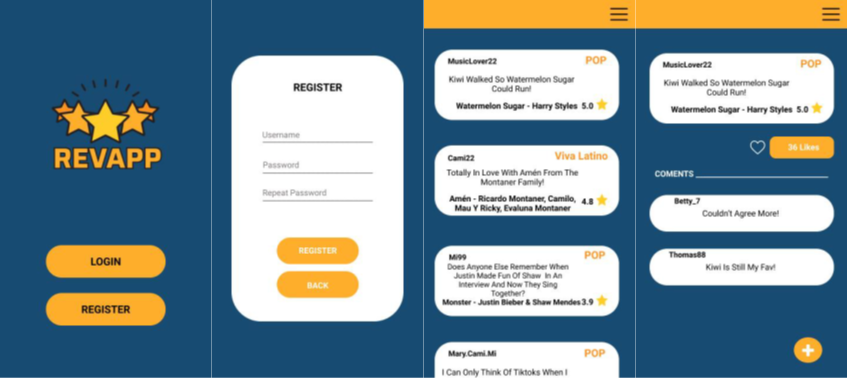 REVAPP
LOGIN
REGISTER
REGISTER
Username
Password
Repeat Password
REGISTER
BACK
MusicLover22
POP
Kiwi Walked So Watermelon Sugar
Could Run!
Watermelon Sugar - Harry Styles 5.0
Cami22
Viva Latino
Totally In Love With Amén From The
Montaner Family!
Amén - Ricardo Montaner, Camilo,
Mau Y Ricky, Evaluna Montaner
4.8
Mi99
POP
Does Anyone Else Remember When
Justin Made Fun Of Shaw In An
Interview And Now They Sing
Together?
Monster - Justin Bieber & Shaw Mendes 3.9
Mary.Cami.Mi
POP
I Can Only Think Of Tiktoks When I
MusicLover22
POP
Kiwi Walked So Watermelon Sugar
Could Run!
Watermelon Sugar - Harry Styles 5.0
36 Likes
COMENTS
Betty_7
Couldn't Agree More!
Thomas88
Kiwi Is Still My Fav!